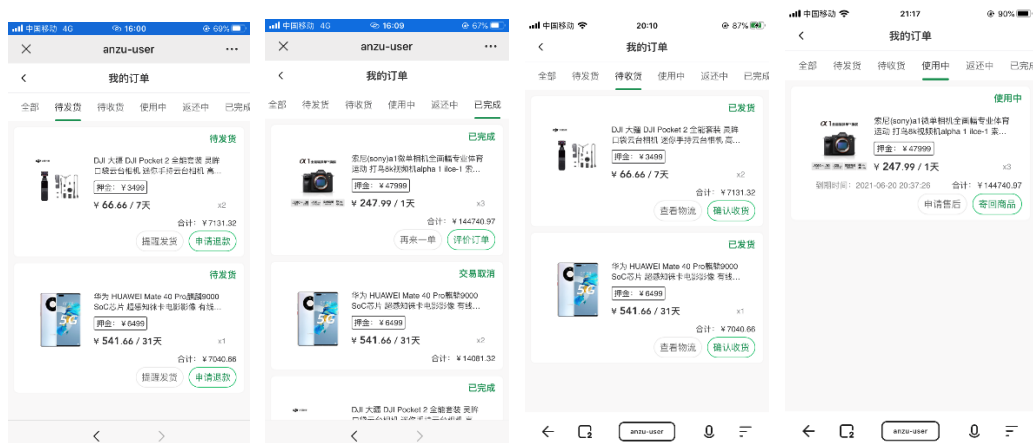 中国移动 4G 16:00 69%
anzu-user
我的订单
全部 待发货 待收货 使用中 返还中 已完成
待发货
DJI 大疆 DJI Pocket 2 全能套装 灵眸
口袋云台相机 迷你手持云台相机 高...
押金: ￥3499
￥66.66 / 7天 x2
合计: ￥7131.32
提醒发货 申请退款
待发货
华为 HUAWEI Mate 40 Pro麒麟9000
SoC芯片 超感知徕卡电影影像 有线...
押金: ￥6499
￥541.66 / 31天 x1
合计: ￥7040.66
提醒发货 申请退款
中国移动 4G 16:09 67%
anzu-user
我的订单
全部 待发货 待收货 使用中 返还中 已完成
已完成
α1
索尼(sony)a1微单相机全画幅专业体育
运动 打鸟8k视频机alpha 1 ilce-1 索...
押金: ￥47999
￥247.99 / 1天 x3
合计: ￥144740.97
再来一单 评价订单
交易取消
华为 HUAWEI Mate 40 Pro麒麟9000
SoC芯片 超感知徕卡电影影像 有线...
押金: ￥6499
￥541.66 / 31天 x2
合计: ￥14081.32
已完成
DJI 大疆 DJI Pocket 2 全能套装 灵眸
口袋云台相机 迷你手持云台相机 高...
中国移动 20:10 87%
我的订单
全部 待发货 待收货 使用中 返还中 已完成
已发货
DJI 大疆 DJI Pocket 2 全能套装 灵眸
口袋云台相机 迷你手持云台相机 高...
押金: ￥3499
￥66.66 / 7天 x2
合计: ￥7131.32
查看物流 确认收货
已发货
华为 HUAWEI Mate 40 Pro麒麟9000
SoC芯片 超感知徕卡电影影像 有线...
押金: ￥6499
￥541.66 / 31天 x1
合计: ￥7040.66
查看物流 确认收货
2 anzu-user
中国移动 21:17 90%
我的订单
全部 待发货 待收货 使用中 返还中 已完成
使用中
α1
索尼(sony)a1微单相机全画幅专业体育
运动 打鸟8k视频机alpha 1 ilce-1 索...
押金: ￥47999
￥247.99 / 1天 x3
到期时间: 2021-06-20 20:37:26 合计: ￥144740.97
申请售后 寄回商品
2 anzu-user